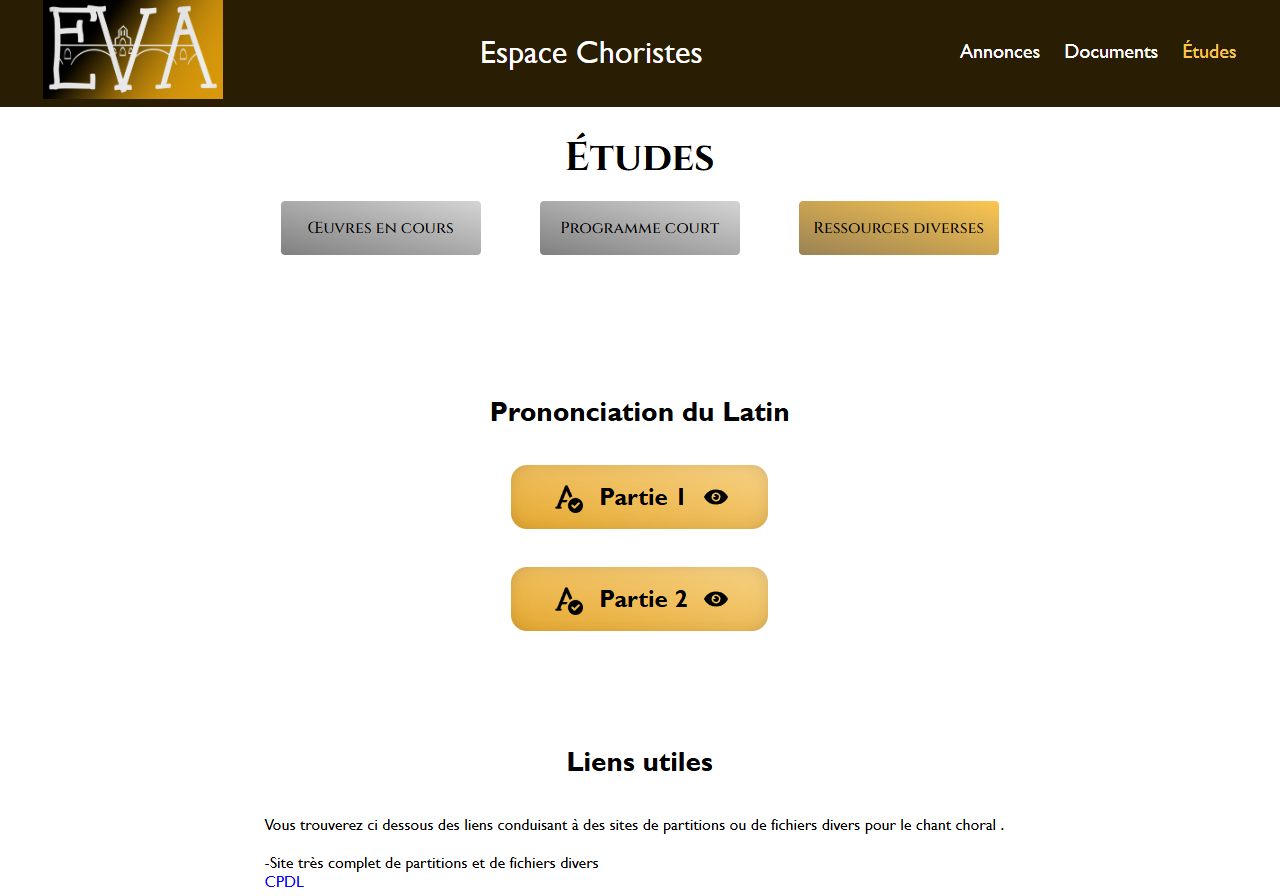 EVA
Espace Choristes
Annonces Documents Études
Études
Œuvres en cours
Programme court
Ressources diverses
Prononciation du Latin
Partie 1
Partie 2
Liens utiles
Vous trouverez ci dessous des liens conduisant à des sites de partitions ou de fichiers divers pour le chant choral .
-Site très complet de partitions et de fichiers divers
CPDL